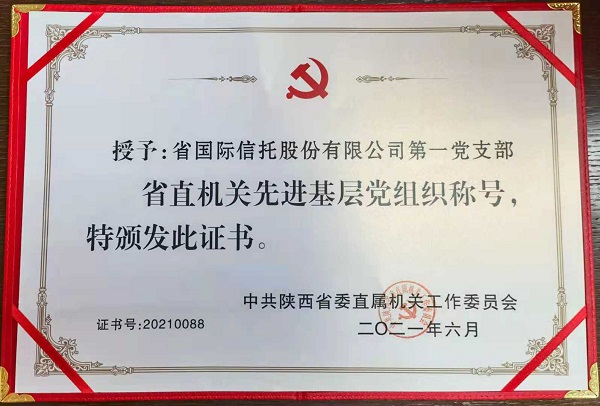 授予：省国际信托股份有限公司第一党支部
省直机关先进基层党组织称号，
特颁发此证书。
中共陕西省委直属机关工作委员会
证书号:20210088
二〇二一年六月